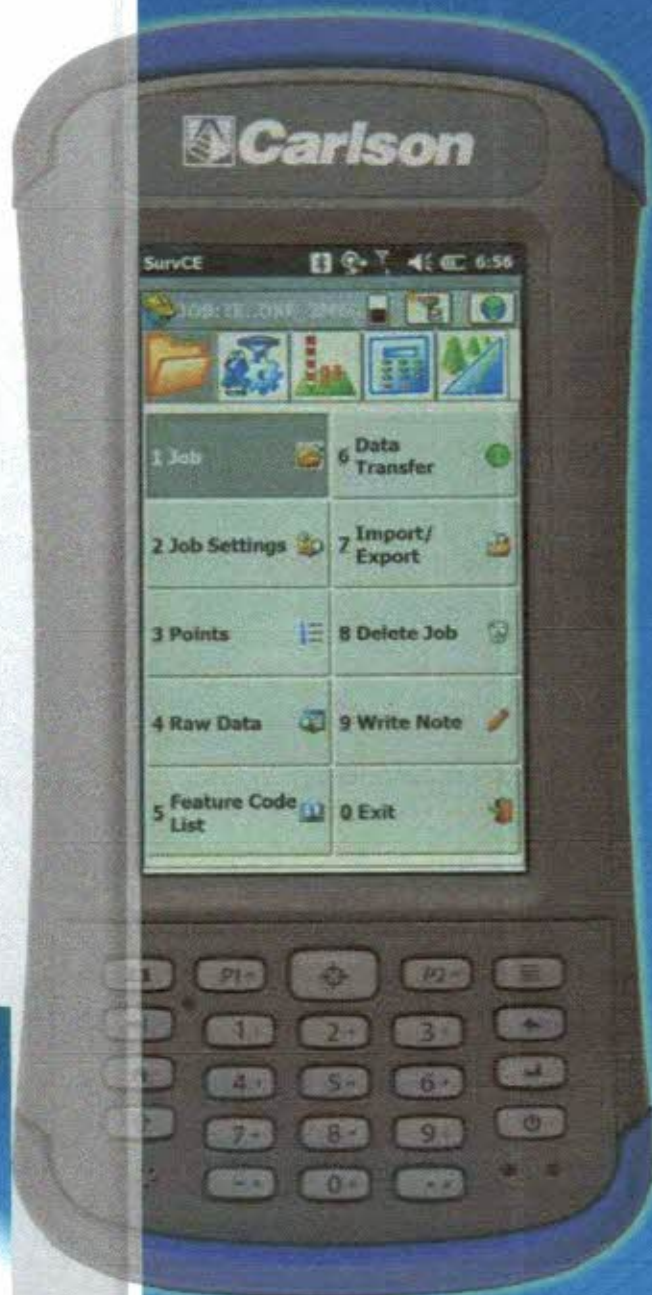 Carlson
SurvCE 6:56
1 Job
6 Data Transfer
2 Job Settings
7 Import/
Export
3 Points
8 Delete Job
4 Raw Data
9 Write Note
5 Feature Code
List
0 Exit
P1 P2
1 2 3
4 5 6
7 8 9
0